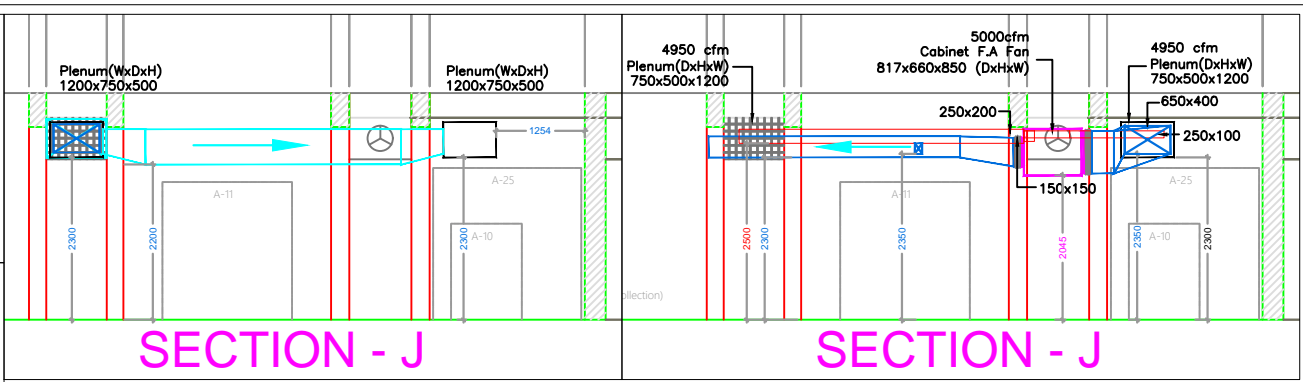 Plenum(WxDxH)
1200x750x500
Plenum(WxDxH)
1200x750x500
1254
A-11
A-25
A-10
2300
2200
2300
SECTION - J
4950 cfm
Plenum(DxHxW)
750x500x1200
5000cfm
Cabinet F.A Fan
817x660x850 (DxHxW)
4950 cfm
Plenum(DxHxW)
750x500x1200
650x400
250x200
250x100
150x150
A-11
A-25
A-10
2500
2300
2350
2045
2350
2300
ollection)
SECTION - J